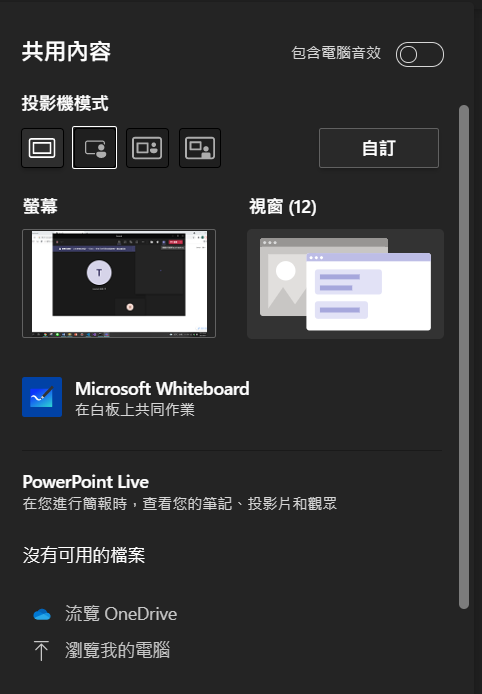 共用內容
包含電腦音效
投影機模式
自訂
螢幕
視窗 (12)
T
Microsoft Whiteboard
在白板上共同作業
PowerPoint Live
在您進行簡報時，查看您的筆記、投影片和觀眾
沒有可用的檔案
流覽 OneDrive
瀏覽我的電腦